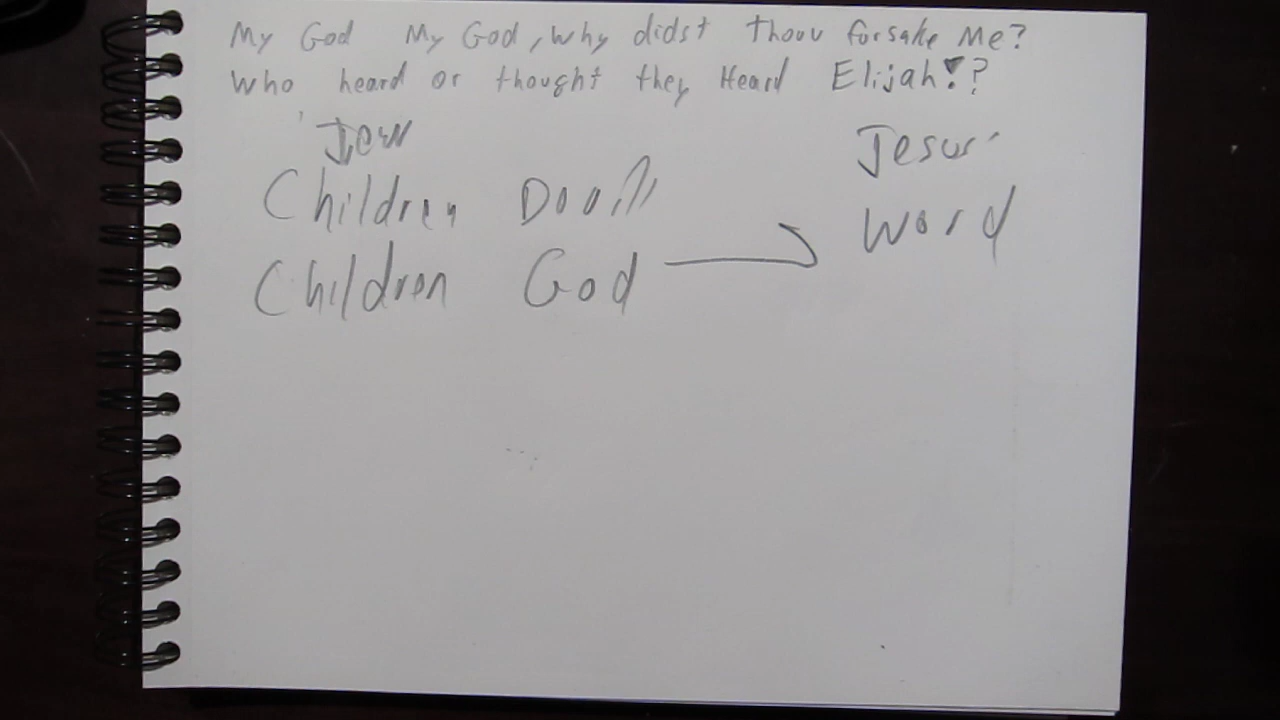 My God My God, why didst Thou forsake Me?
Who heard or thought they Heard Elijah!?
Jew Jesus
Children
Children God → Word